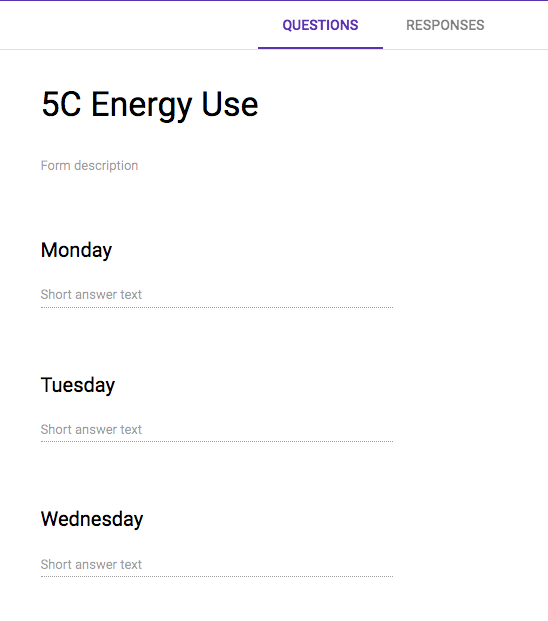 QUESTIONS RESPONSES
5C Energy Use
Form description
Monday
Short answer text
Tuesday
Short answer text
Wednesday
Short answer text